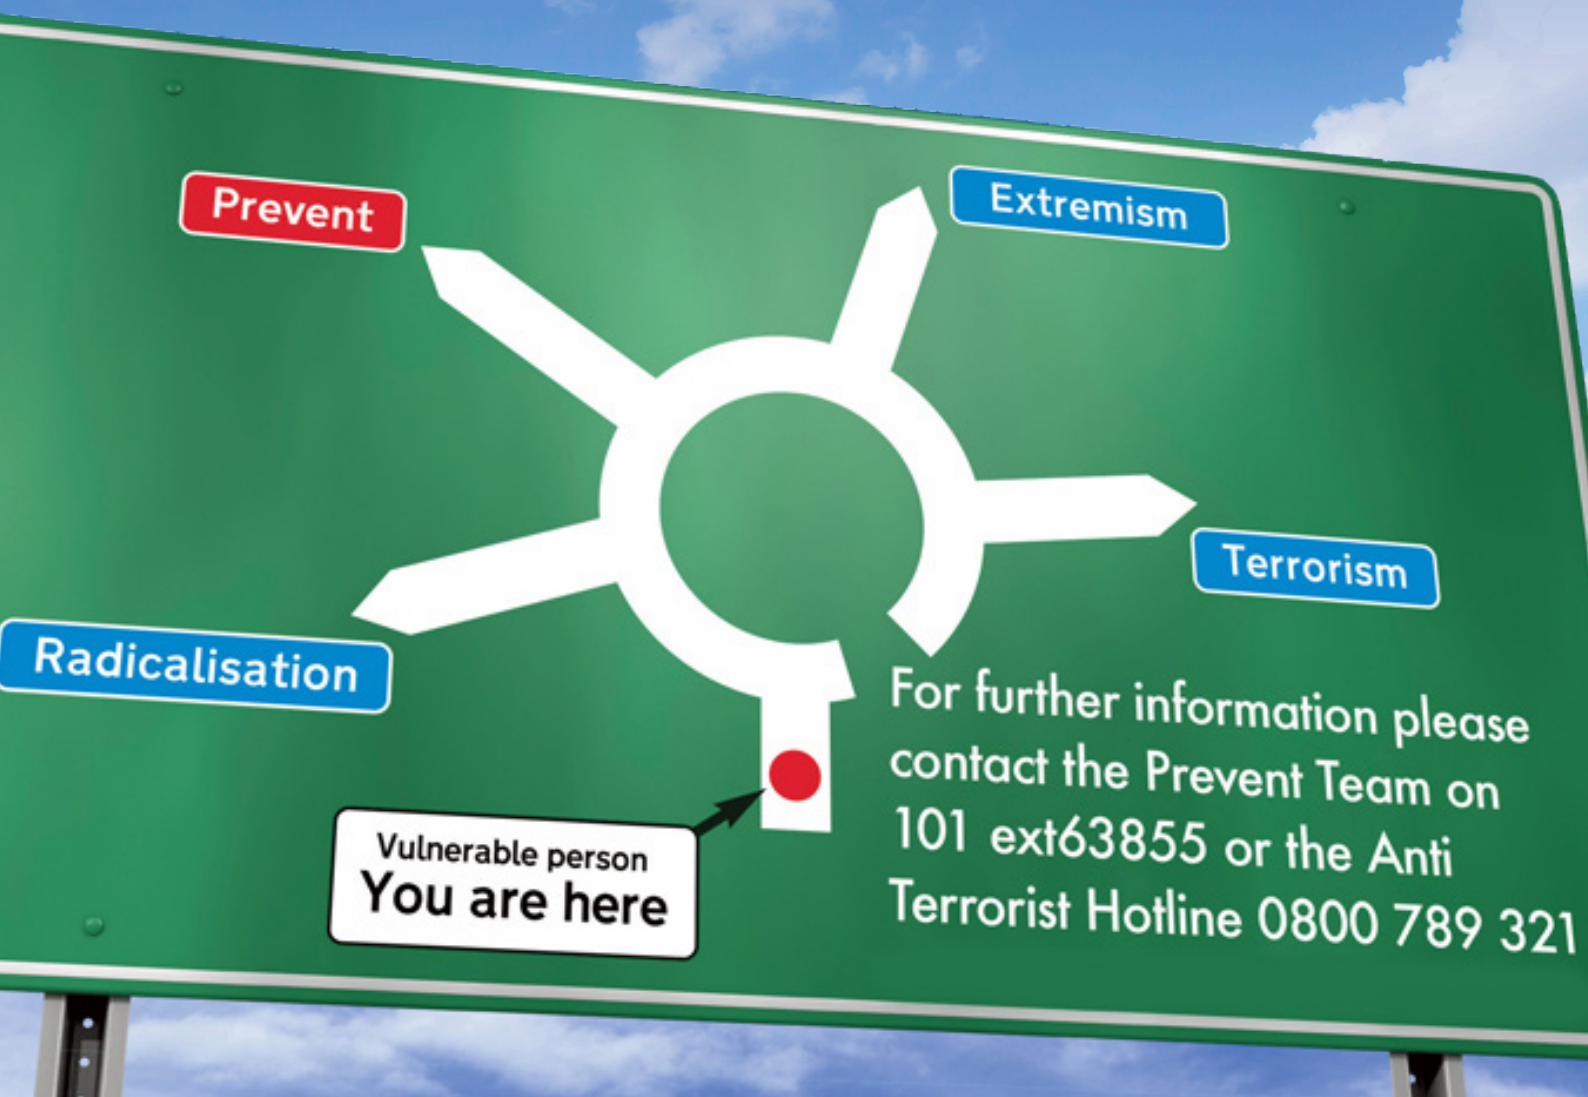 Prevent
Extremism
Terrorism
Radicalisation
Vulnerable person
You are here
For further information please
contact the Prevent Team on
101 ext63855 or the Anti
Terrorist Hotline 0800 789 321